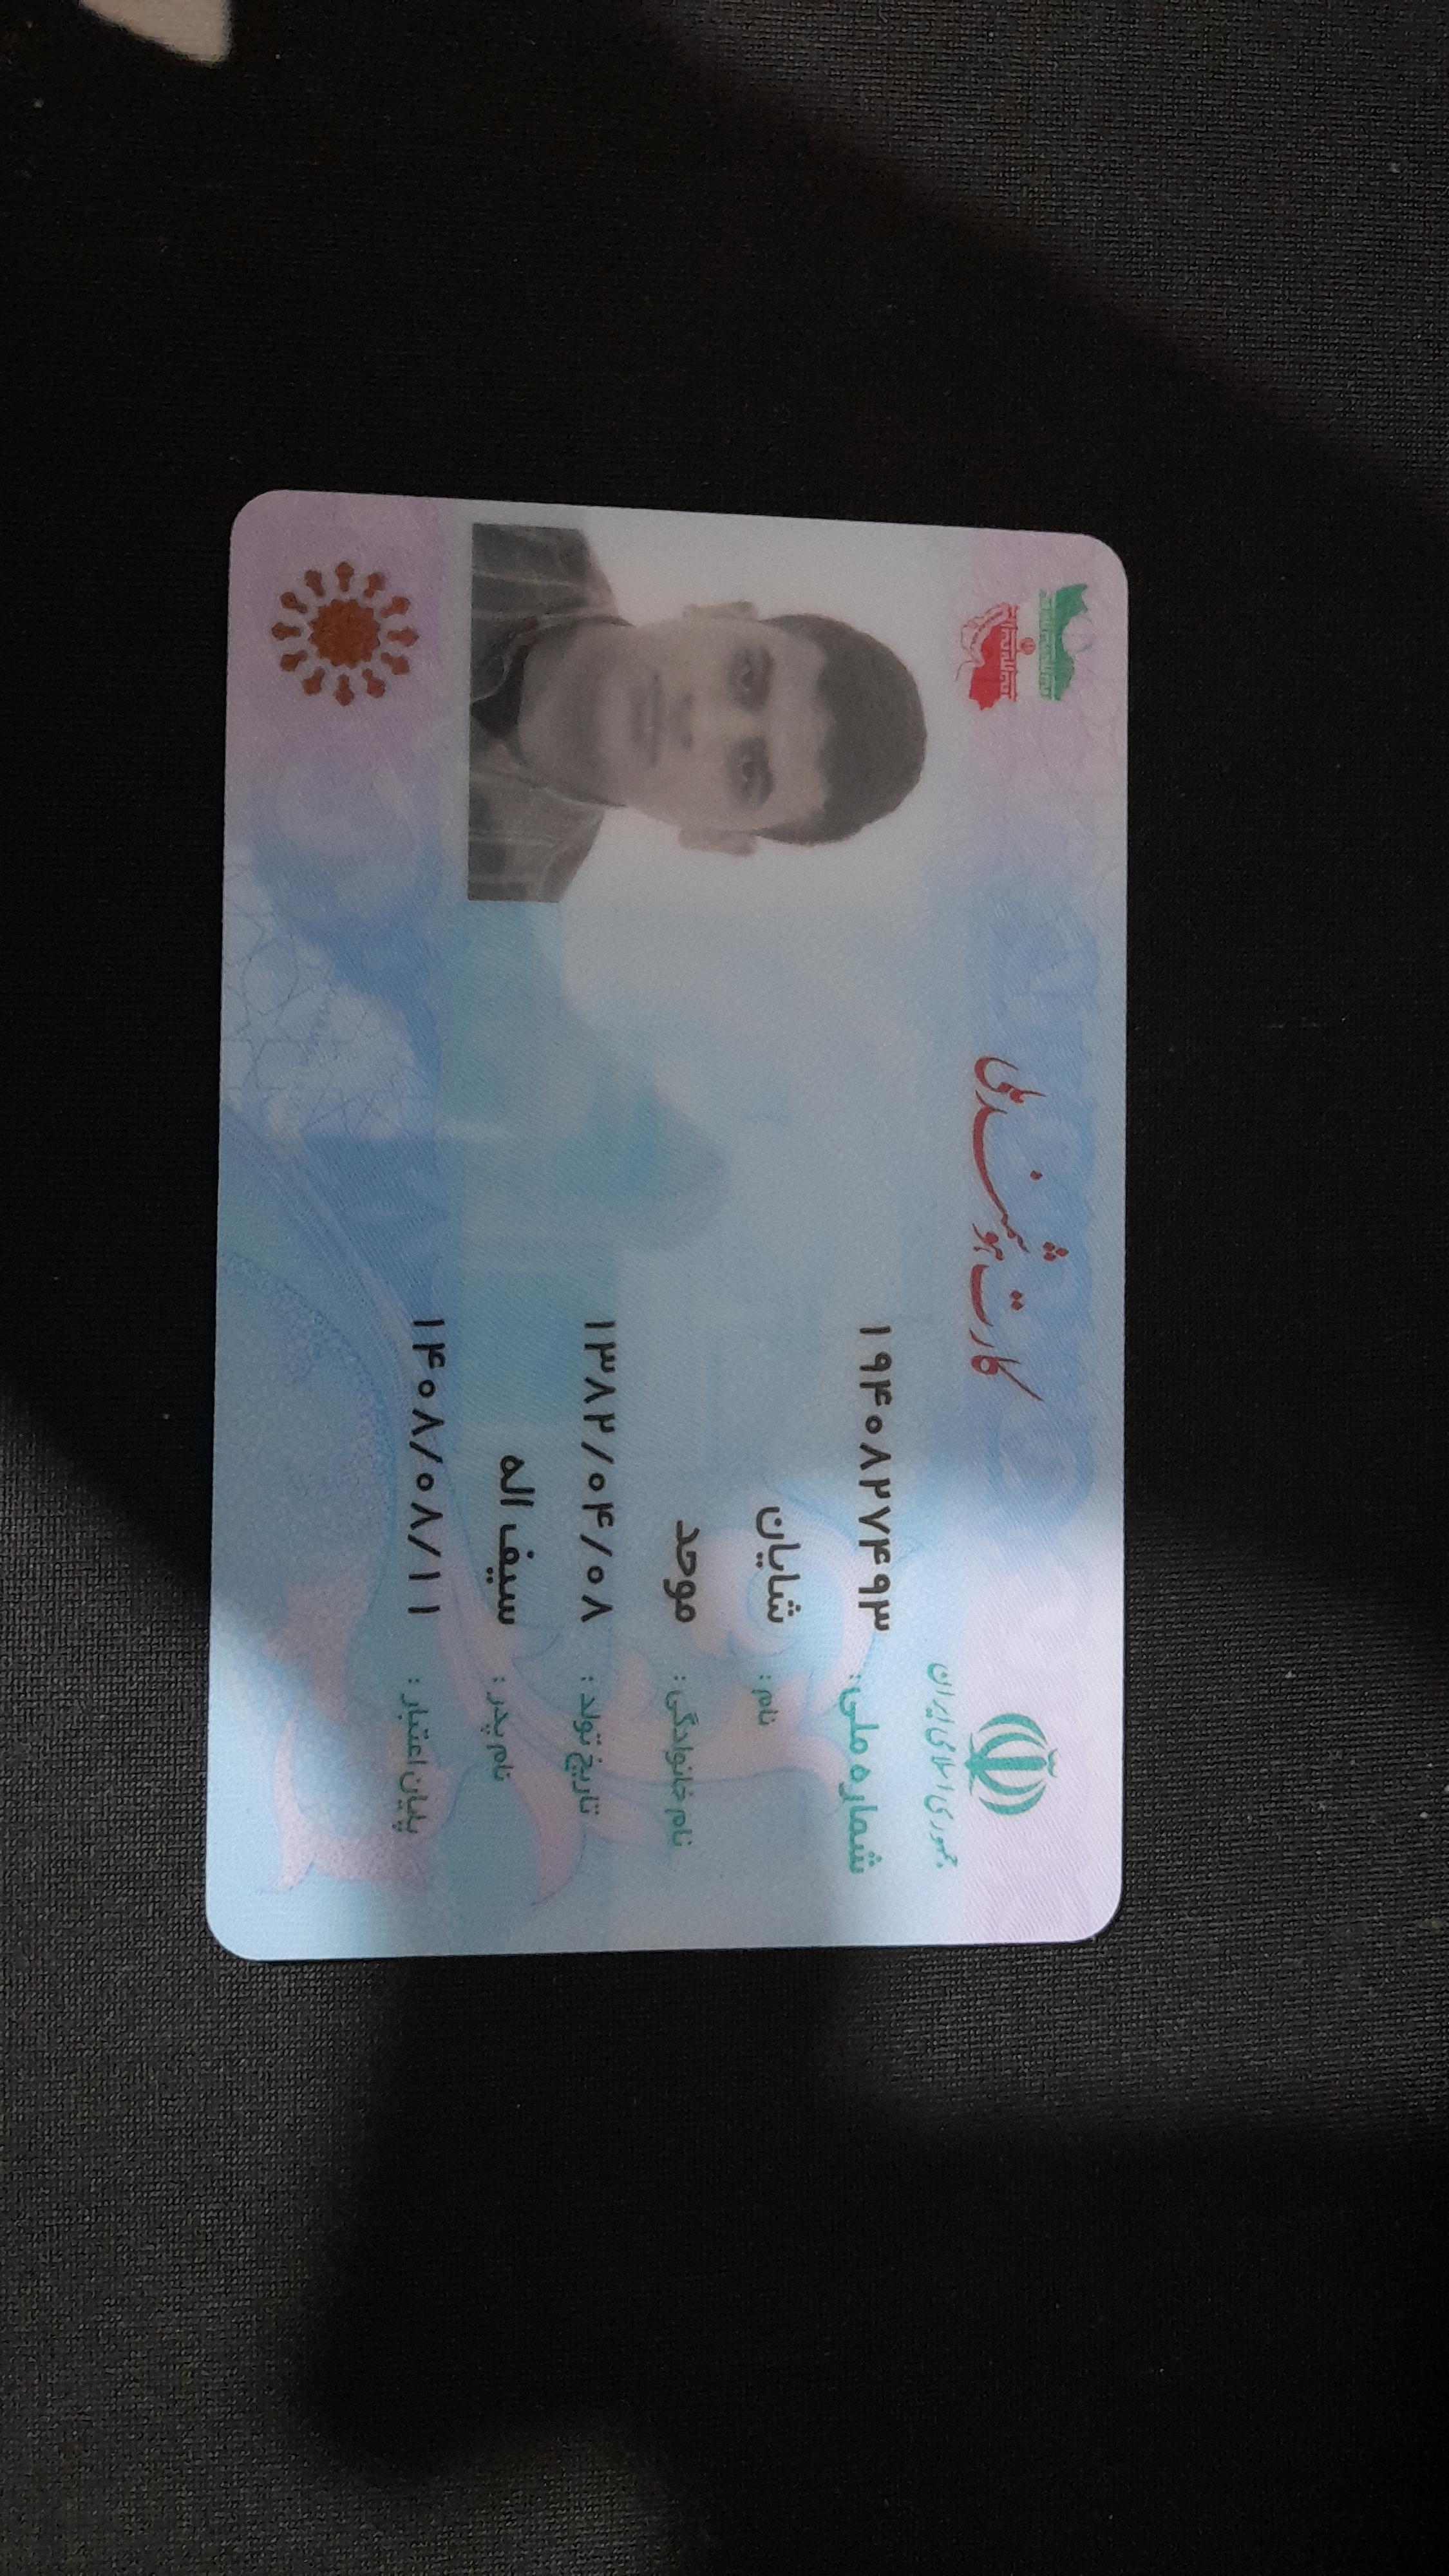 کارت هوشمند ملی
جمهوری اسلامی ایران
شماره ملی: ۱۹۴۰۸۲۷۴۹۳
نام : شایان
نام خانوادگی : موحد
تاریخ تولد : ۱۳۸۲/۰۴/۰۸
نام پدر : سیف اله
پایان اعتبار : ۱۴۰۸/۰۸/۱۱